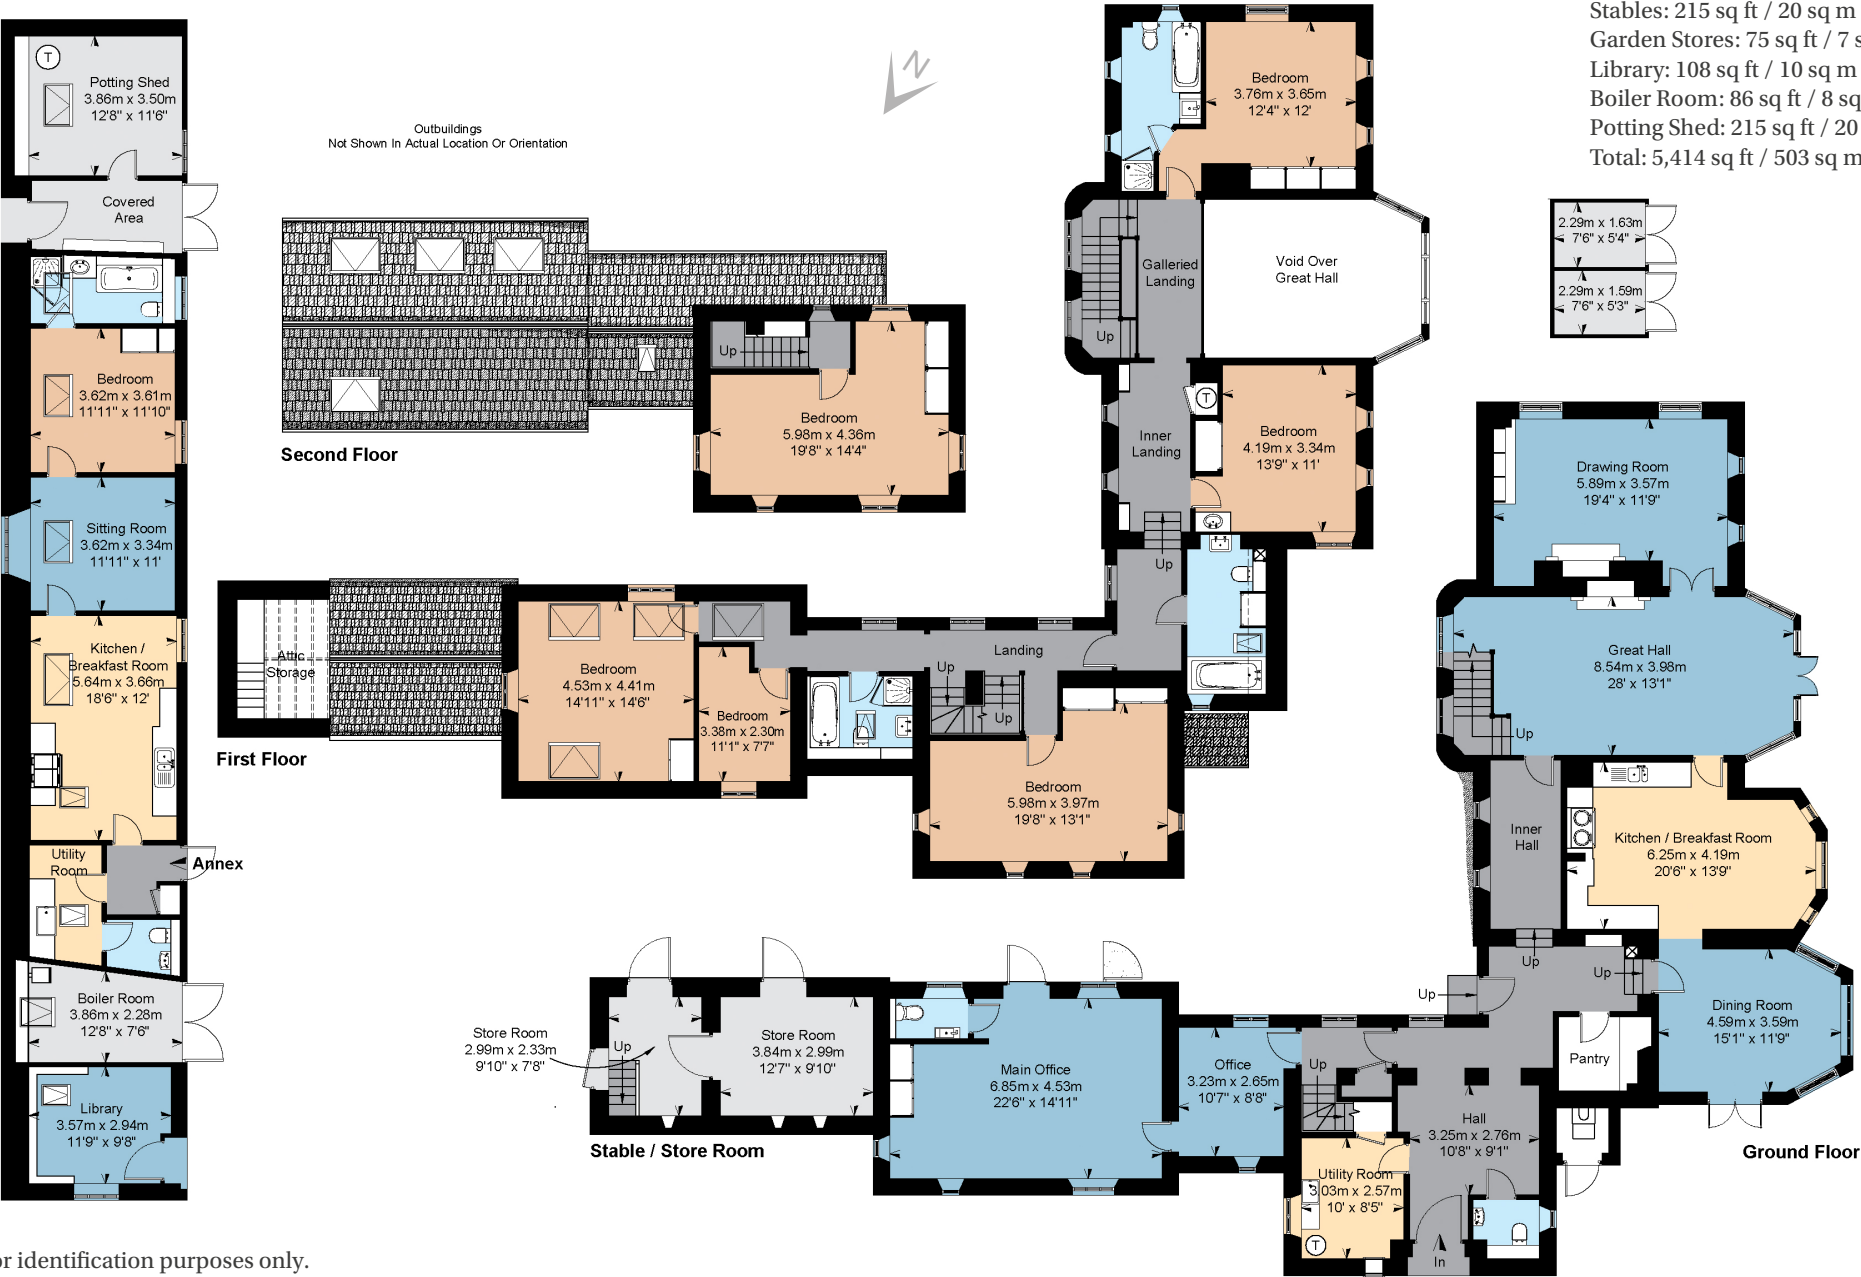 Stables: 215 sq ft / 20 sq m
Garden Stores: 75 sq ft / 7 s
Library: 108 sq ft / 10 sq m
Boiler Room: 86 sq ft / 8 sq
Potting Shed: 215 sq ft / 20
Total: 5,414 sq ft / 503 sq m
N
Outbuildings
Not Shown In Actual Location Or Orientation
T
Potting Shed
3.86m x 3.50m
12'8" x 11'6"
Covered
Area
Bedroom
3.62m x 3.61m
11'11" x 11'10"
Sitting Room
3.62m x 3.34m
11'11" x 11'
Kitchen /
Breakfast Room
5.64m x 3.66m
18'6" x 12'
Utility
Room
Annex
Boiler Room
3.86m x 2.28m
12'8" x 7'6"
Library
3.57m x 2.94m
11'9" x 9'8"
Up
Bedroom
5.98m x 4.36m
19'8" x 14'4"
Second Floor
Bedroom
3.76m x 3.65m
12'4" x 12'
Galleried
Landing
Up
Void Over
Great Hall
T
Inner
Landing
Bedroom
4.19m x 3.34m
13'9" x 11'
Up
Attic
Storage
Bedroom
4.53m x 4.41m
14'11" x 14'6"
Bedroom
3.38m x 2.30m
11'1" x 7'7"
Landing
Up
Up
Bedroom
5.98m x 3.97m
19'8" x 13'1"
First Floor
2.29m x 1.63m
7'6" x 5'4"
2.29m x 1.59m
7'6" x 5'3"
Drawing Room
5.89m x 3.57m
19'4" x 11'9"
Great Hall
8.54m x 3.98m
28' x 13'1"
Up
Inner
Hall
Kitchen / Breakfast Room
6.25m x 4.19m
20'6" x 13'9"
Up
Up
Up
Dining Room
4.59m x 3.59m
15'1" x 11'9"
Pantry
Store Room
2.99m x 2.33m
9'10" x 7'8"
Up
Store Room
3.84m x 2.99m
12'7" x 9'10"
Stable / Store Room
Main Office
6.85m x 4.53m
22'6" x 14'11"
Office
3.23m x 2.65m
10'7" x 8'8"
Up
Hall
3.25m x 2.76m
10'8" x 9'1"
Utility Room
3.03m x 2.57m
10' x 8'5"
T
In
Ground Floor
or identification purposes only.